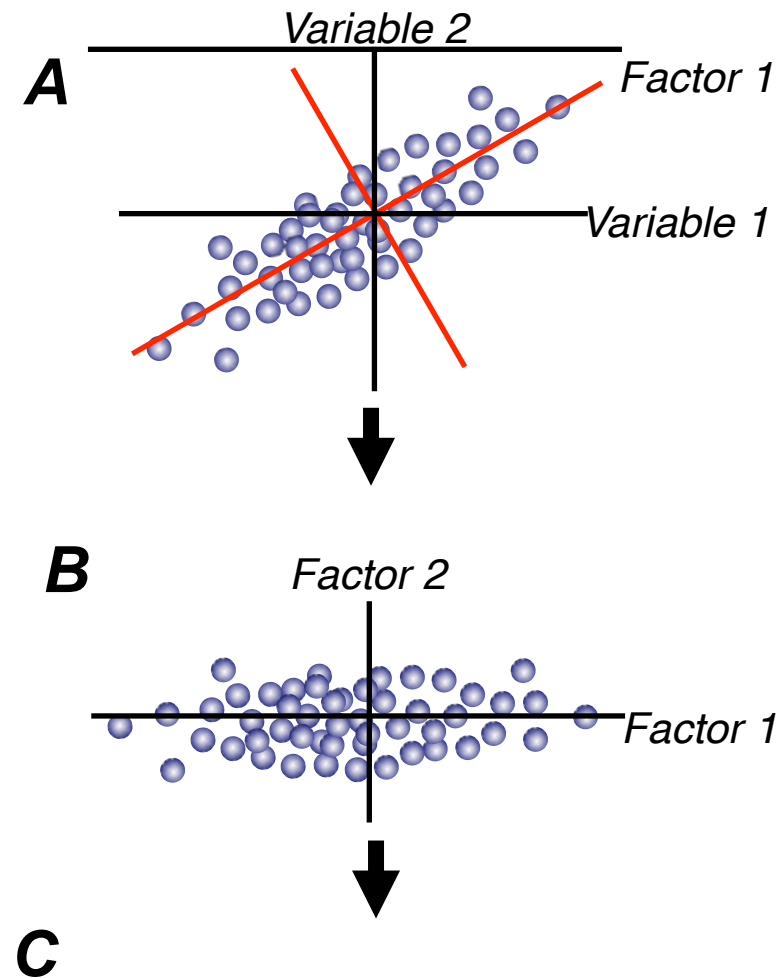 Variable 2
A
Factor 1
Variable 1
B
Factor 2
Factor 1
C